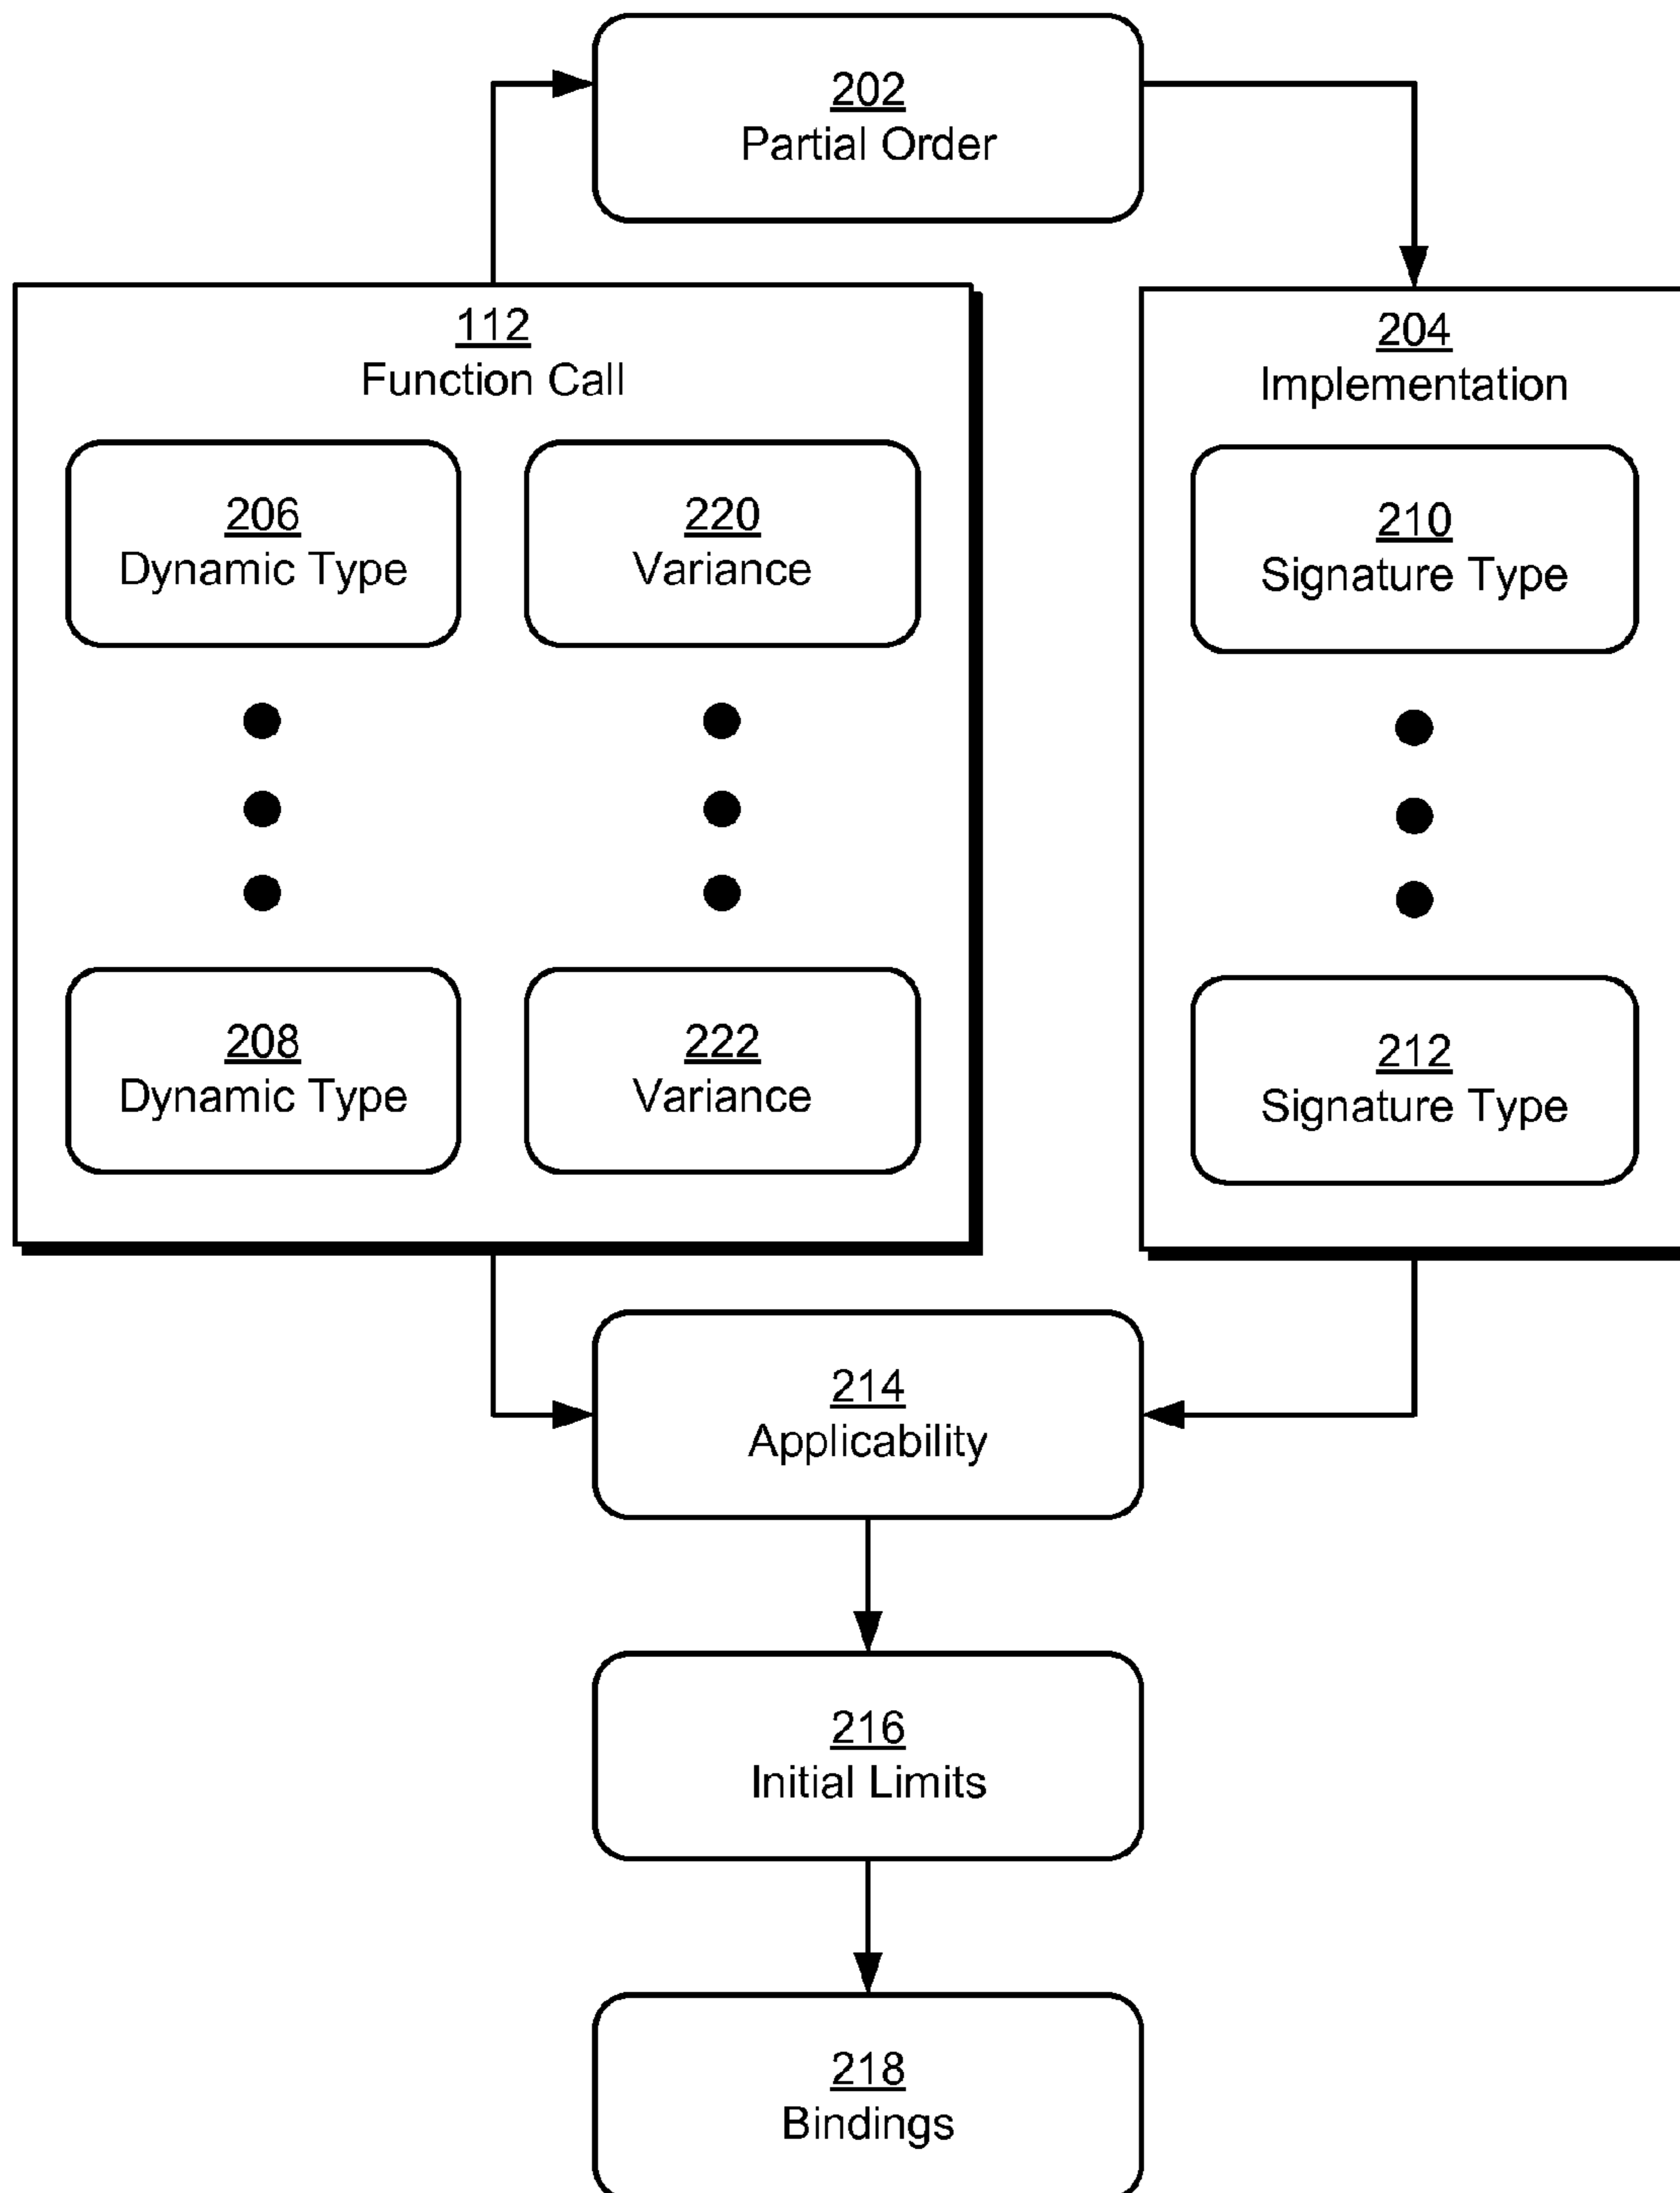 202
Partial Order
112
Function Call
206
Dynamic Type
220
Variance
208
Dynamic Type
222
Variance
204
Implementation
210
Signature Type
212
Signature Type
214
Applicability
216
Initial Limits
218
Bindings